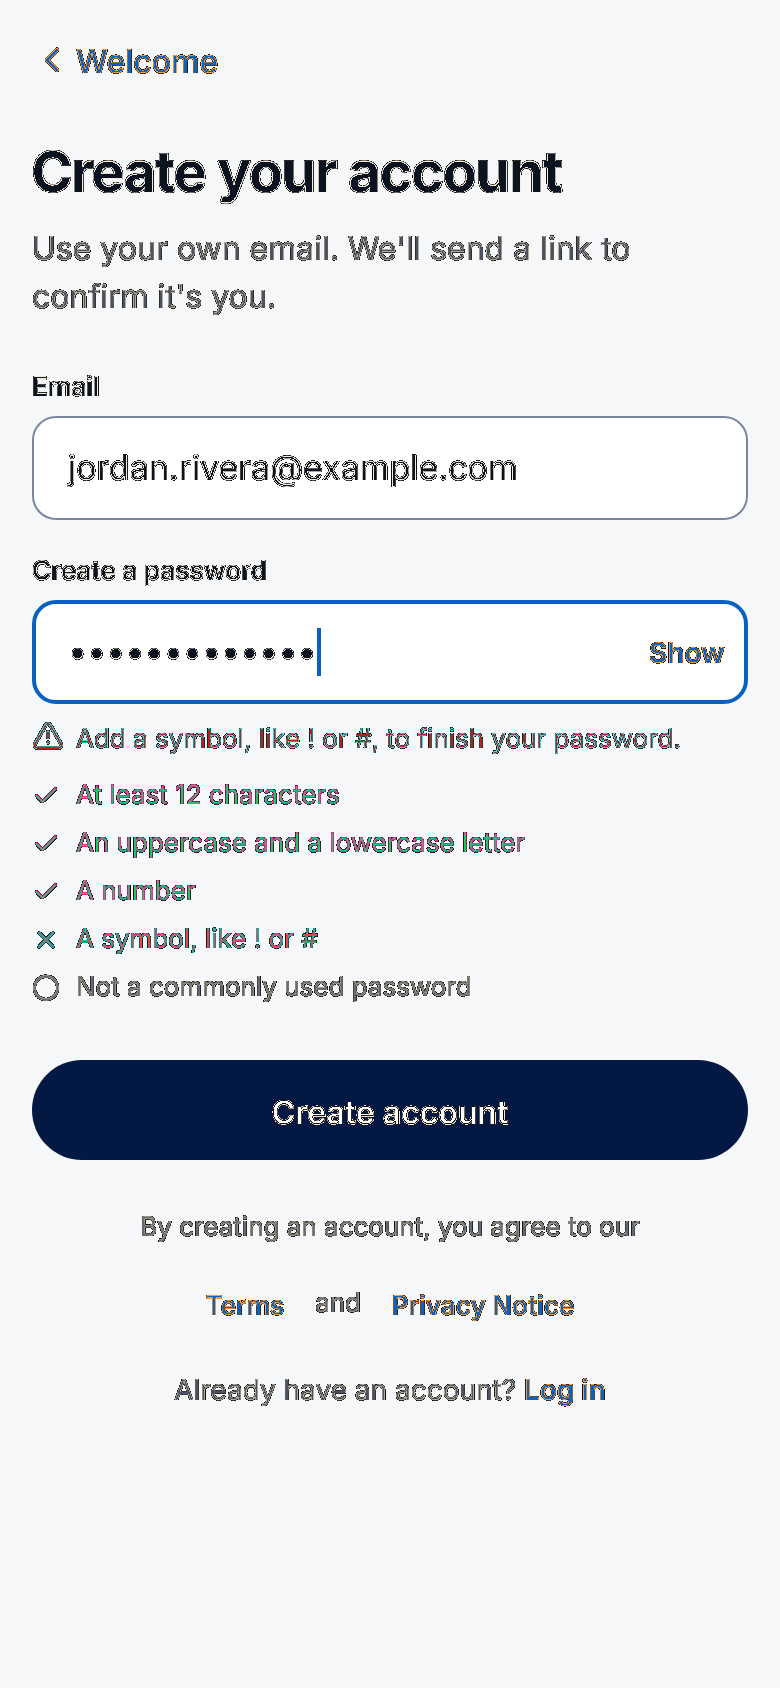 Welcome
Create your account
Use your own email. We'll send a link to
confirm it's you.
Email
jordan.rivera@example.com
Create a password
•••••••••••••
Show
Add a symbol, like ! or #, to finish your password.
At least 12 characters
An uppercase and a lowercase letter
A number
A symbol, like ! or #
Not a commonly used password
Create account
By creating an account, you agree to our
Terms and Privacy Notice
Already have an account? Log in